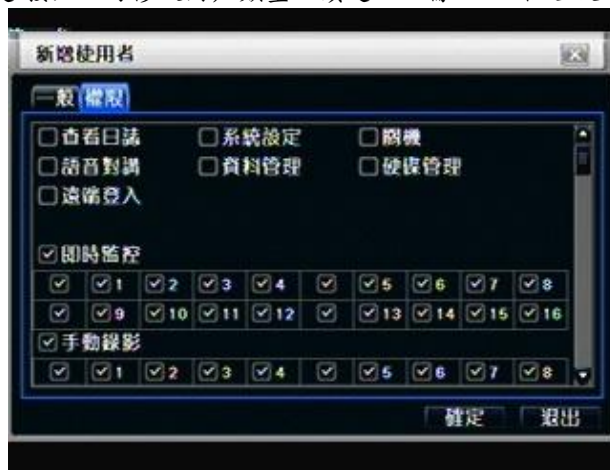 新增使用者
一般 權限
查看日誌 系統設定 關機
語音對講 資料管理 硬碟管理
遠端登入
即時監控
1 2 3 4 5 6 7 8
9 10 11 12 13 14 15 16
手動錄影
1 2 3 4 5 6 7 8
確定 退出